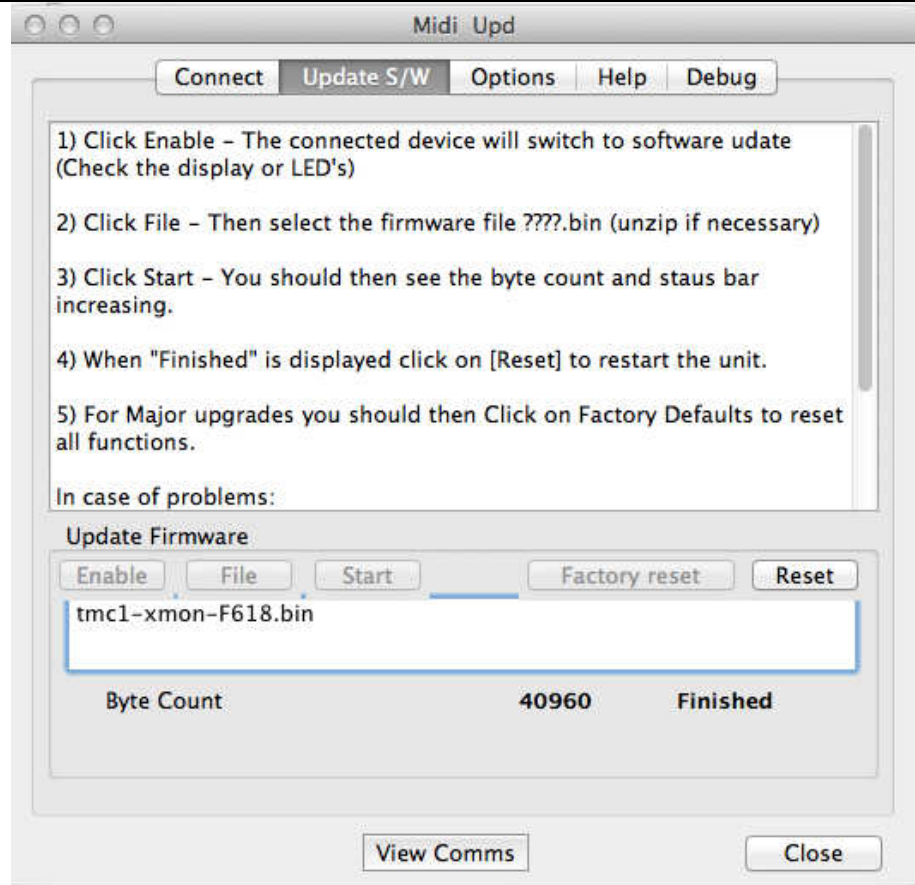 Midi Upd
Connect Update S/W Options Help Debug
1) Click Enable – The connected device will switch to software udate
(Check the display or LED's)
2) Click File – Then select the firmware file ????.bin (unzip if necessary)
3) Click Start – You should then see the byte count and staus bar
increasing.
4) When "Finished" is displayed click on [Reset] to restart the unit.
5) For Major upgrades you should then Click on Factory Defaults to reset
all functions.
In case of problems:
Update Firmware
Enable File Start Factory reset Reset
tmc1-xmon-F618.bin
Byte Count 40960 Finished
View Comms Close